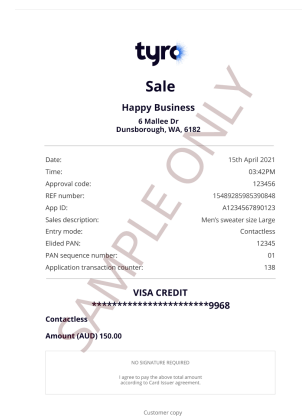 tyro
Sale
Happy Business
6 Mallee Dr
Dunsborough, WA, 6182
Date: 15th April 2021
Time: 03:42PM
Approval code: 123456
REF number: 15489285985390848
App ID: A1234567890123
Sales description: Men's sweater size Large
Entry mode: Contactless
Elided PAN: 12345
PAN sequence number: 01
Application transaction counter: 138
VISA CREDIT
************************9968
Contactless
Amount (AUD) 150.00
NO SIGNATURE REQUIRED
I agree to pay the above total amount
according to Card Issuer agreement
Customer copy
SAMPLE ONLY